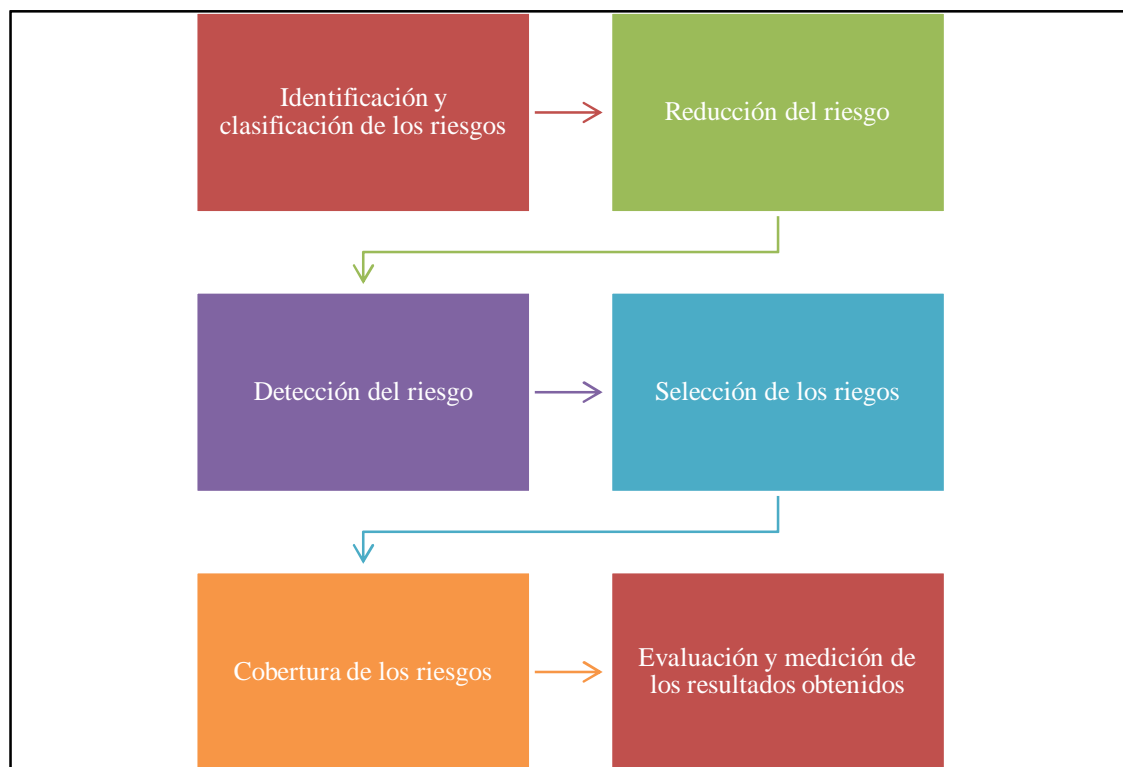 Identificación y
clasificación de los riesgos
Reducción del riesgo
Detección del riesgo
Selección de los riegos
Cobertura de los riesgos
Evaluación y medición de
los resultados obtenidos